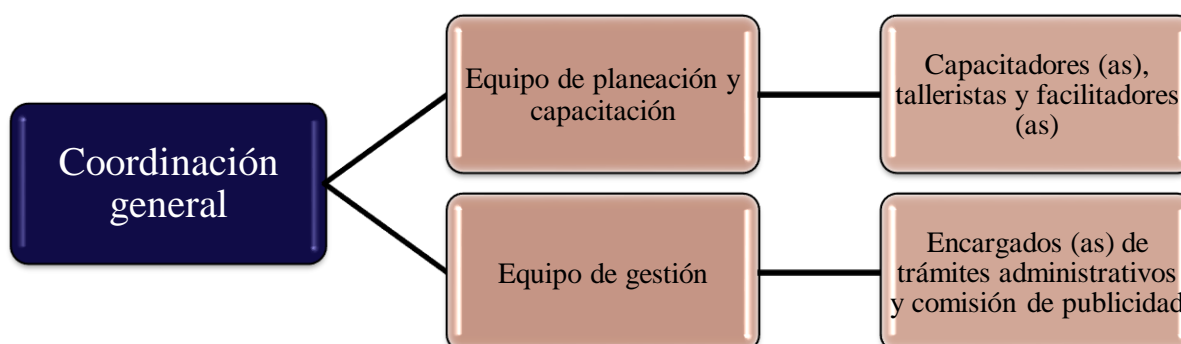 Coordinación
general
Equipo de planeación y
capacitación
Capacitadores (as),
talleristas y facilitadores
(as)
Equipo de gestión
Encargados (as) de
trámites administrativos
y comisión de publicidad